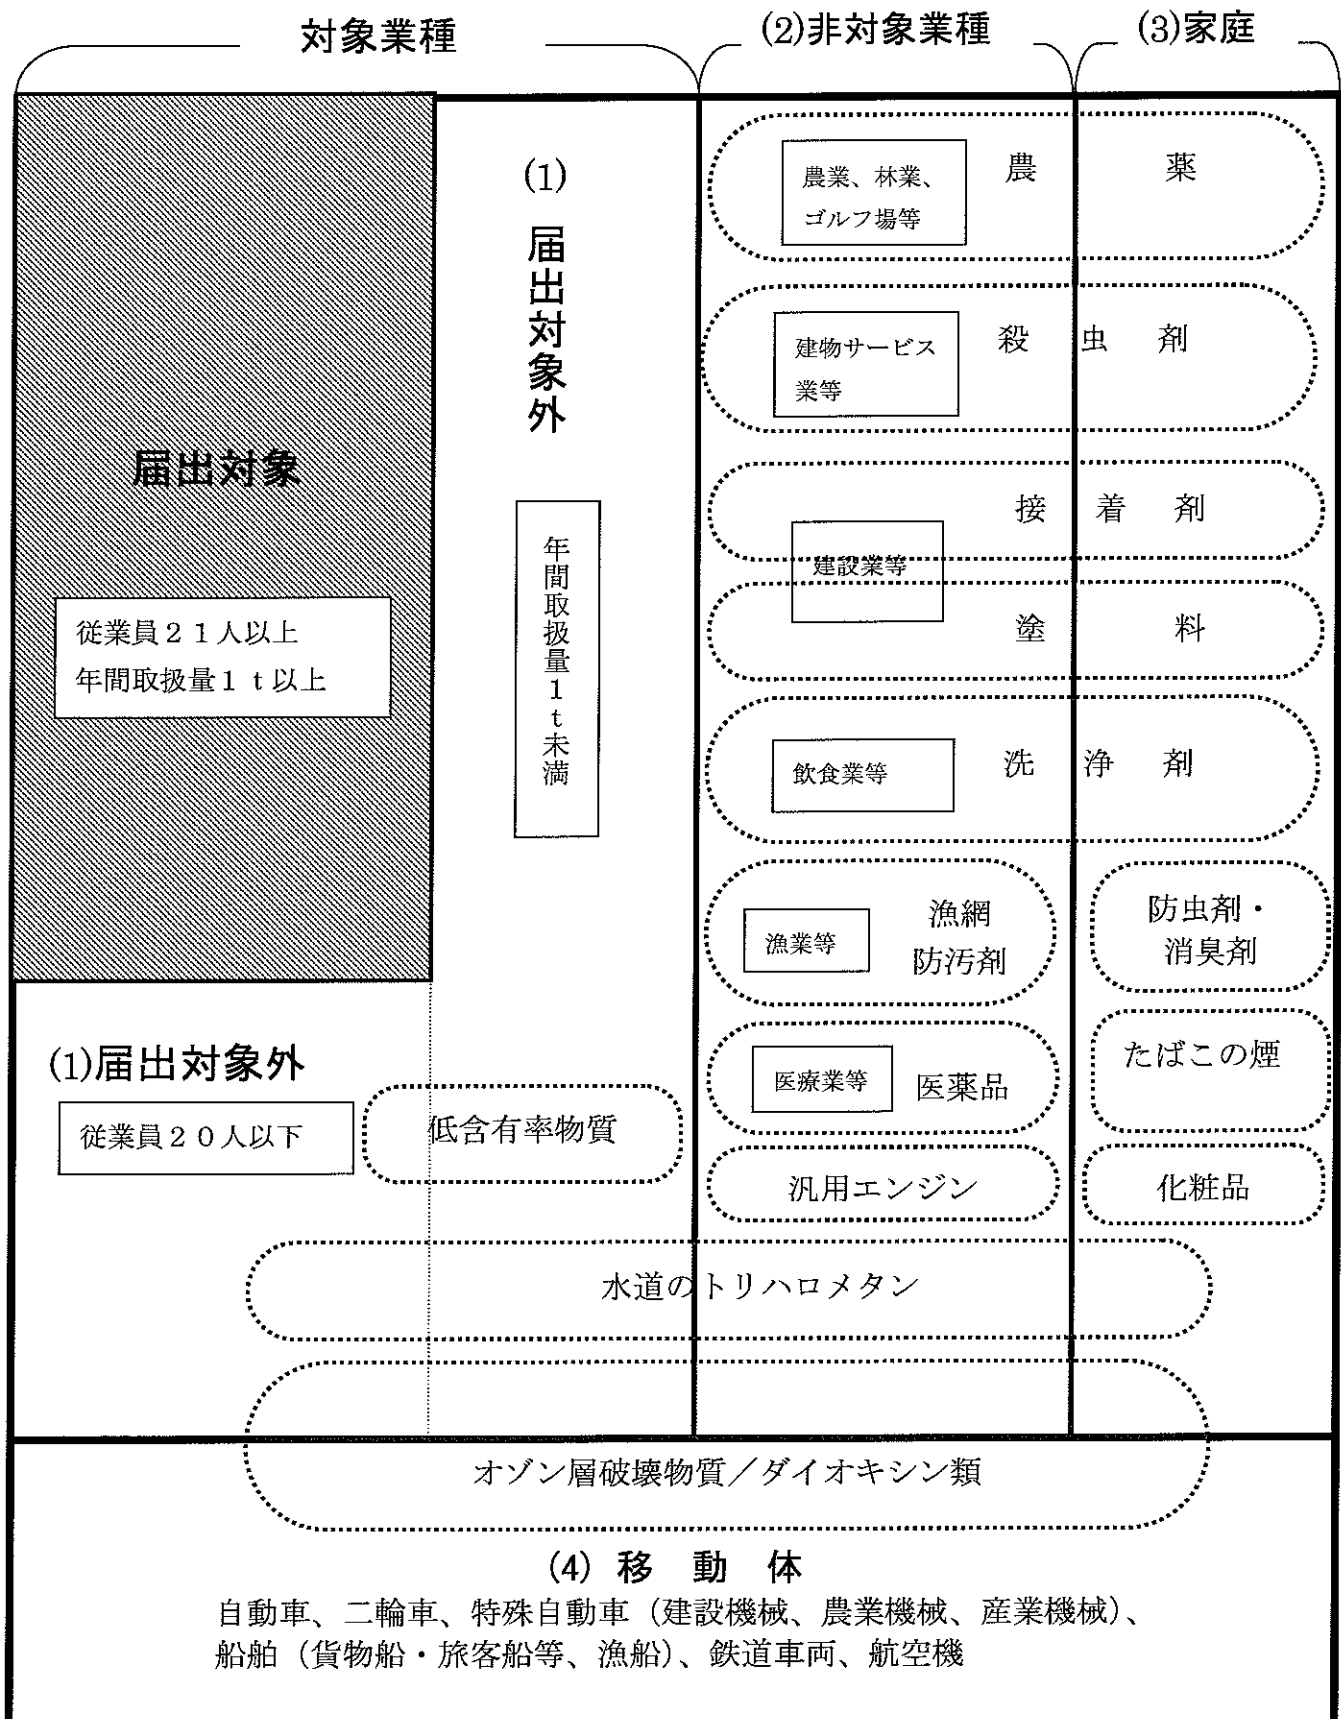 対象業種
(2)非対象業種
(3)家庭
届出対象
従業員２１人以上
年間取扱量１ｔ以上
(1)
届出対象外
年間取扱量１ｔ未満
(1)届出対象外
従業員２０人以下
低含有率物質
農業、林業、
ゴルフ場等
農薬
建物サービス
業等
殺虫剤
接着剤
建設業等
塗料
飲食業等
洗浄剤
漁業等
漁網
防汚剤
防虫剤・
消臭剤
医療業等
医薬品
たばこの煙
汎用エンジン
化粧品
水道のトリハロメタン
オゾン層破壊物質／ダイオキシン類
(4) 移動体
自動車、二輪車、特殊自動車（建設機械、農業機械、産業機械）、
船舶（貨物船・旅客船等、漁船）、鉄道車両、航空機